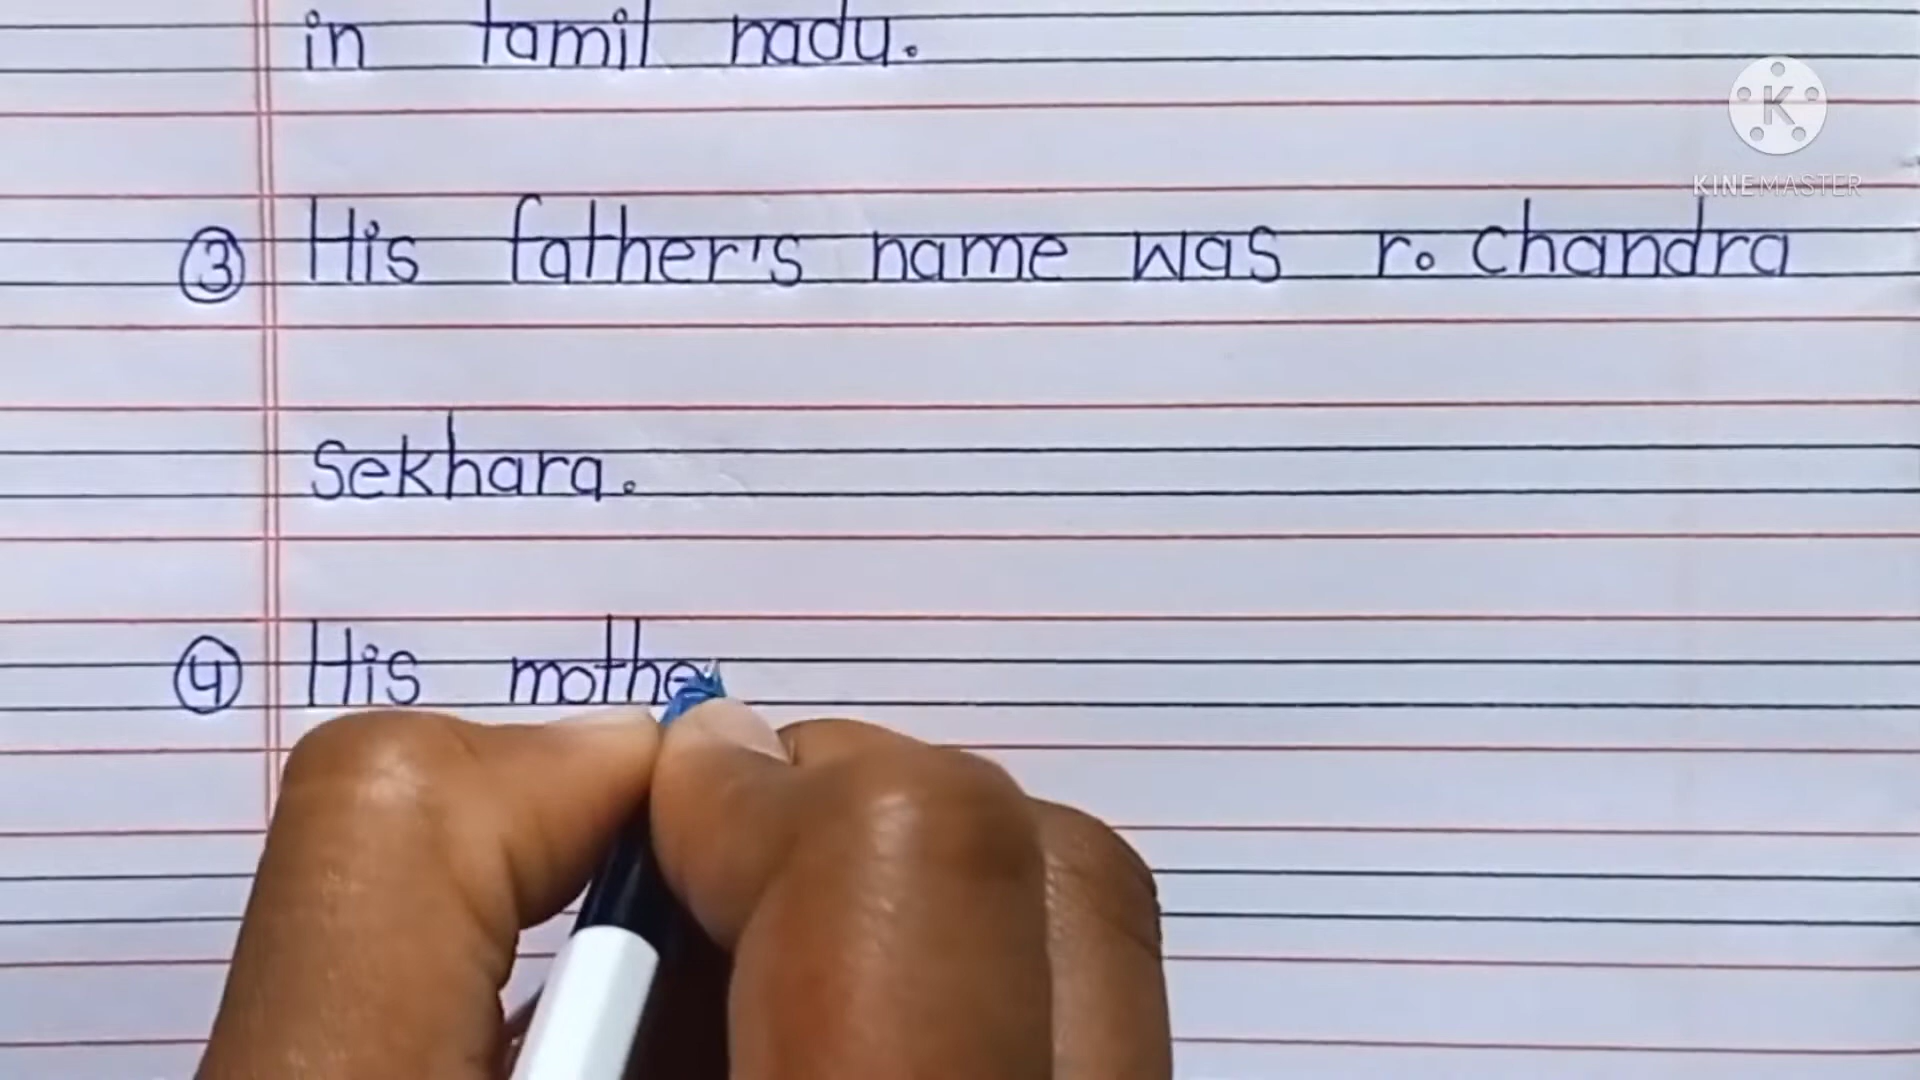 in tamil nadu.
K
KINEMASTER
③ His father's name was r. Chandra
Sekhara.
④ His mothe